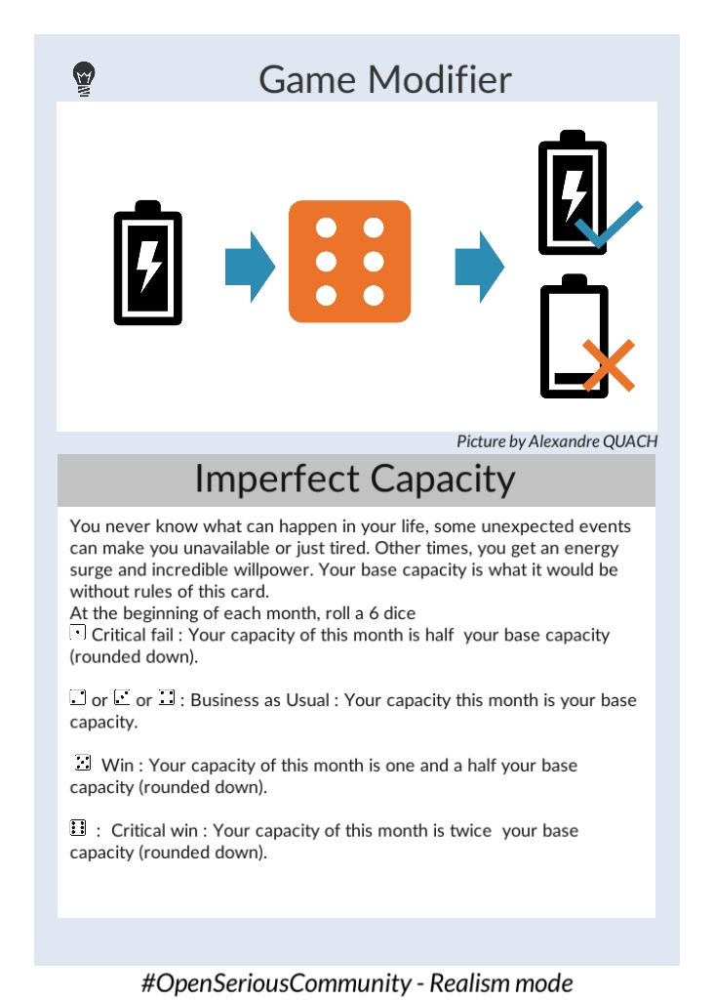 Game Modifier
Picture by Alexandre QUACH
Imperfect Capacity
You never know what can happen in your life, some unexpected events
can make you unavailable or just tired. Other times, you get an energy
surge and incredible willpower. Your base capacity is what it would be
without rules of this card.
At the beginning of each month, roll a 6 dice
⚀ Critical fail : Your capacity of this month is half  your base capacity
(rounded down).
⚁ or ⚂ or ⚃ : Business as Usual : Your capacity this month is your base
capacity.
⚄ Win : Your capacity of this month is one and a half your base
capacity (rounded down).
⚅ :  Critical win : Your capacity of this month is twice  your base
capacity (rounded down).
#OpenSeriousCommunity - Realism mode